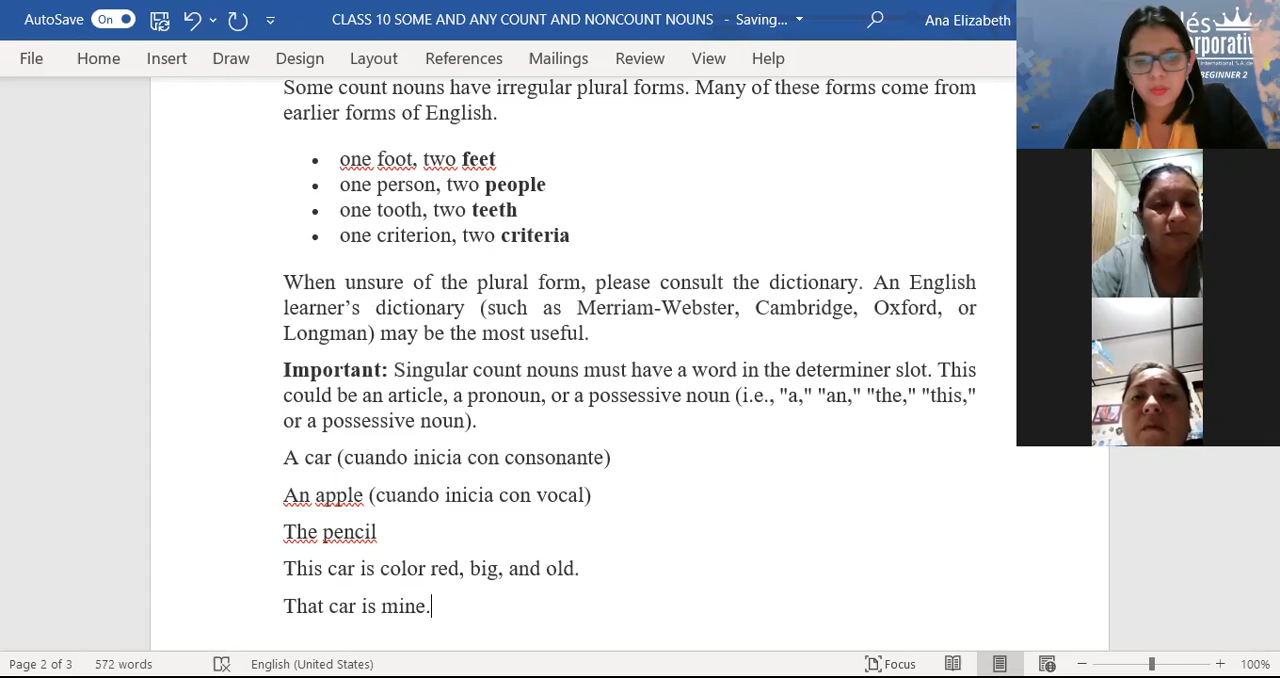 AutoSave On CLASS 10 SOME AND ANY COUNT AND NONCOUNT NOUNS - Saving... Ana Elizabeth
File Home Insert Draw Design Layout References Mailings Review View Help
BEGINNER 2
Some count nouns have irregular plural forms. Many of these forms come from
earlier forms of English.
• one foot, two feet
• one person, two people
• one tooth, two teeth
• one criterion, two criteria
When unsure of the plural form, please consult the dictionary. An English
learner’s dictionary (such as Merriam-Webster, Cambridge, Oxford, or
Longman) may be the most useful.
Important: Singular count nouns must have a word in the determiner slot. This
could be an article, a pronoun, or a possessive noun (i.e., "a," "an," "the," "this,"
or a possessive noun).
A car (cuando inicia con consonante)
An apple (cuando inicia con vocal)
The pencil
This car is color red, big, and old.
That car is mine.
Page 2 of 3 572 words English (United States) Focus 100%